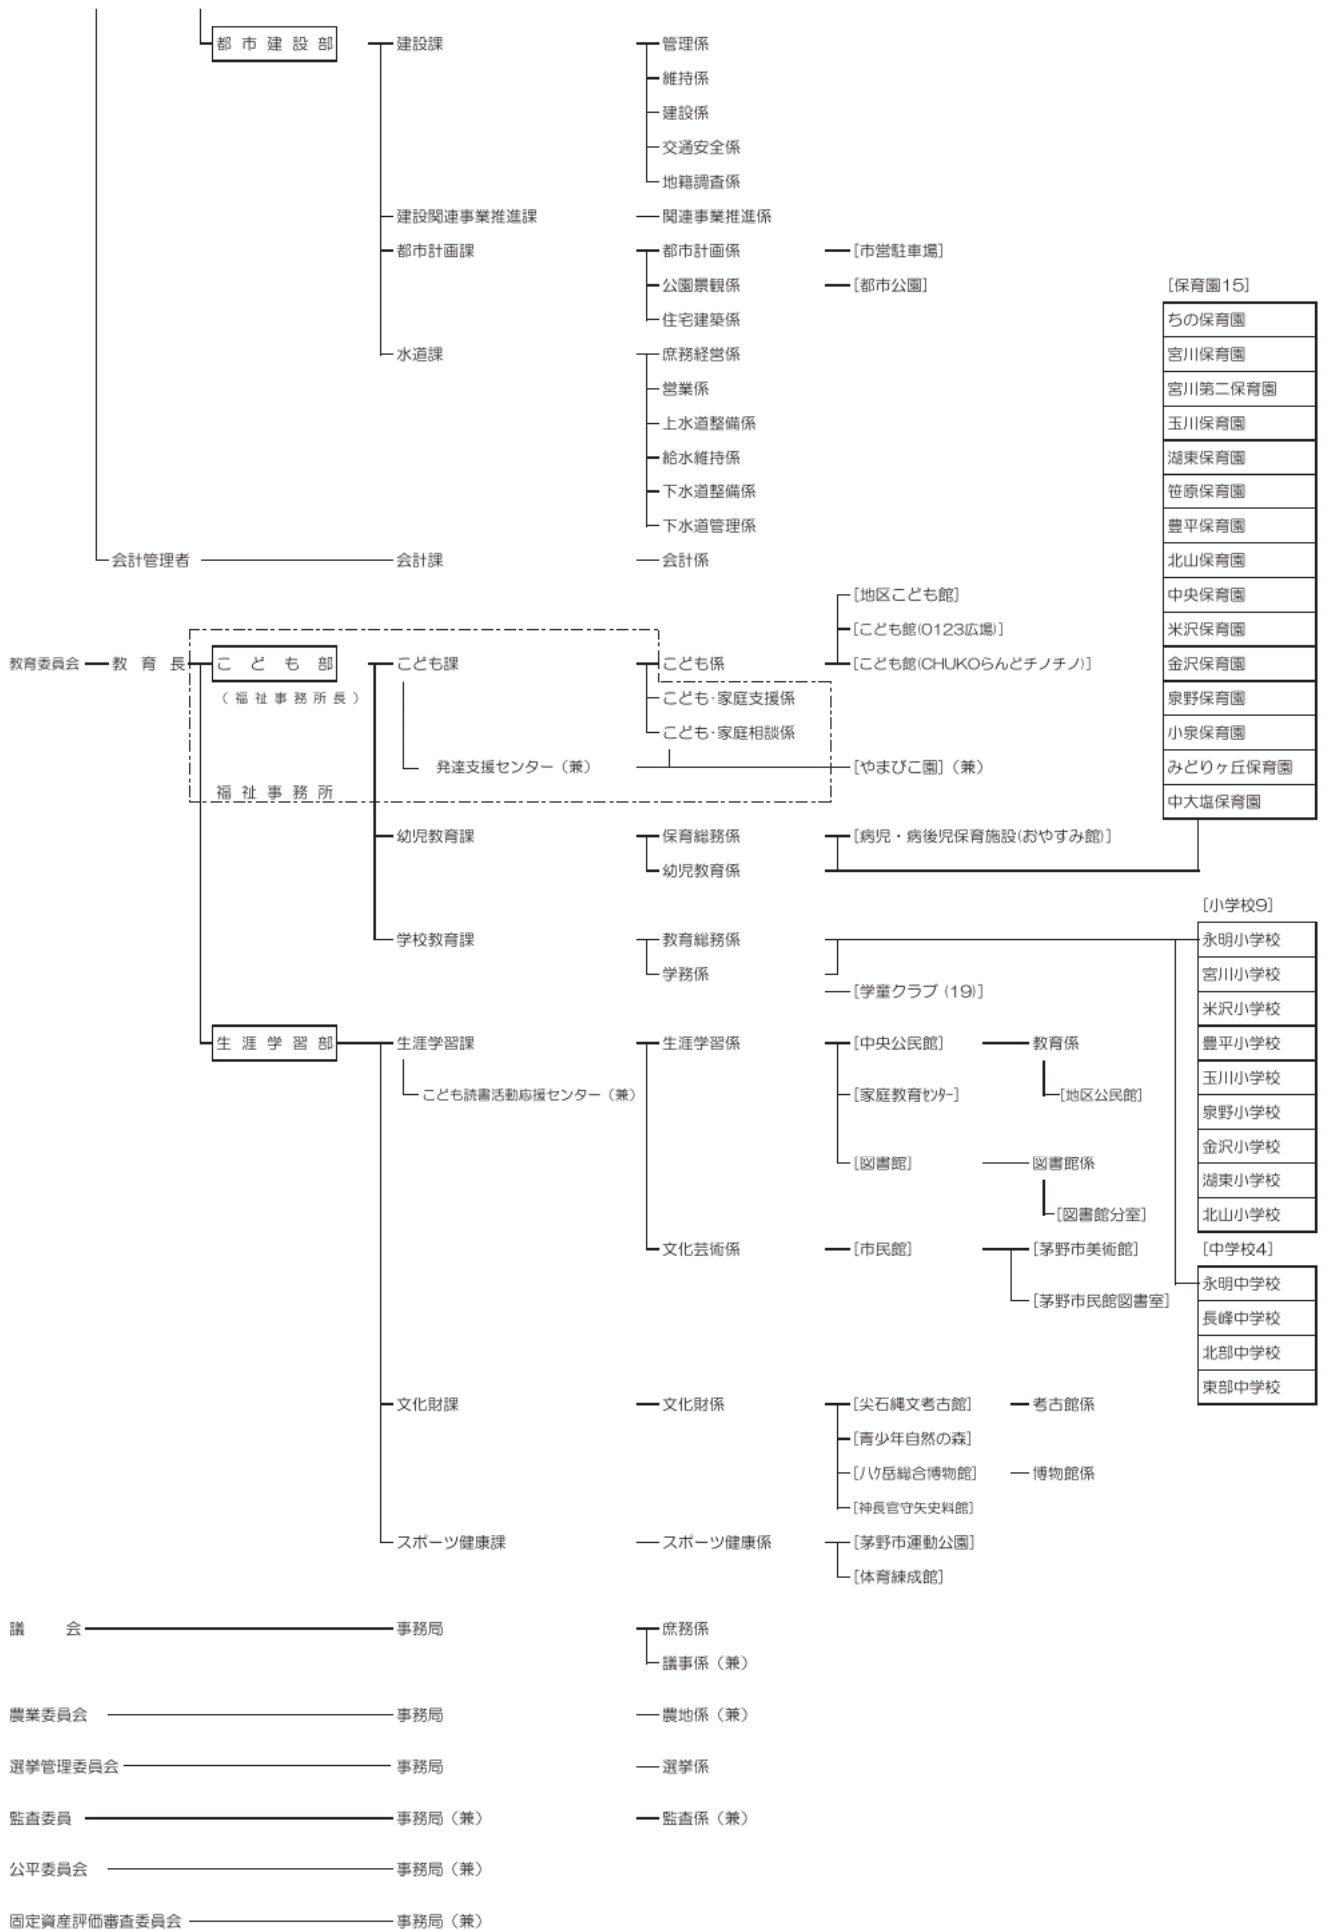 都市建設部 建設課 管理係
維持係
建設係
交通安全係
地籍調査係
建設関連事業推進課 関連事業推進係
都市計画課 都市計画係 [市営駐車場]
公園景観係 [都市公園] [保育園15]
住宅建築係 ちの保育園
水道課 庶務経営係 宮川保育園
営業係 宮川第二保育園
上水道整備係 玉川保育園
給水維持係 湖東保育園
下水道整備係 笹原保育園
下水道管理係 豊平保育園
会計管理者 会計課 会計係 北山保育園
[地区こども館] 中央保育園
[こども館(0123広場)] 米沢保育園
教育委員会 教育長 こども部 こども課 こども係 [こども館(CHUKOらんどチノチノ)] 金沢保育園
(福祉事務所長) こども・家庭支援係 泉野保育園
こども・家庭相談係 小泉保育園
発達支援センター（兼） [やまびこ園]（兼） みどりヶ丘保育園
福祉事務所 中大塩保育園
幼児教育課 保育総務係 [病児・病後児保育施設(おやすみ館)]
幼児教育係
[小学校9]
学校教育課 教育総務係 永明小学校
学務係 宮川小学校
[学童クラブ (19)]
米沢小学校
生涯学習部 生涯学習課 生涯学習係 [中央公民館] 教育係 豊平小学校
玉川小学校
こども読書活動応援センター（兼） [家庭教育ｾﾝﾀｰ] [地区公民館]
泉野小学校
金沢小学校
[図書館] 図書館係
湖東小学校
[図書館分室] 北山小学校
文化芸術係 [市民館] [茅野市美術館] [中学校4]
永明中学校
[茅野市民館図書室]
長峰中学校
北部中学校
東部中学校
文化財課 文化財係 [尖石縄文考古館] 考古館係
[青少年自然の森]
[八ｹ岳総合博物館] 博物館係
[神長官守矢史料館]
スポーツ健康課 スポーツ健康係 [茅野市運動公園]
[体育練成館]
議会 事務局 庶務係
議事係（兼）
農業委員会 事務局 農地係（兼）
選挙管理委員会 事務局 選挙係
監査委員 事務局（兼） 監査係（兼）
公平委員会 事務局（兼）
固定資産評価審査委員会 事務局（兼）